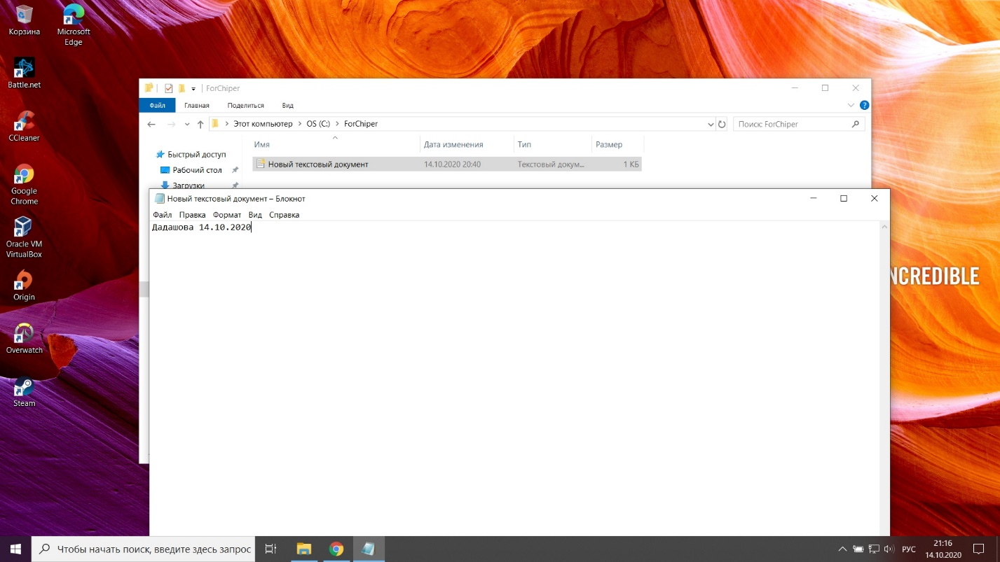 Корзина
Microsoft
Edge
Battle.net
CCleaner
Google
Chrome
Oracle VM
VirtualBox
Origin
Overwatch
Steam
ForChiper
Файл Главная Поделиться Вид
Этот компьютер OS (C:) ForChiper
Поиск: ForChiper
Имя Дата изменения Тип Размер
Быстрый доступ
Новый текстовый документ 14.10.2020 20:40 Текстовый докум... 1 КБ
Рабочий стол
Загрузки
Новый текстовый документ – Блокнот
Файл Правка Формат Вид Справка
Дадашова 14.10.2020
NCREDIBLE
Чтобы начать поиск, введите здесь запрос
РУС
21:16
14.10.2020